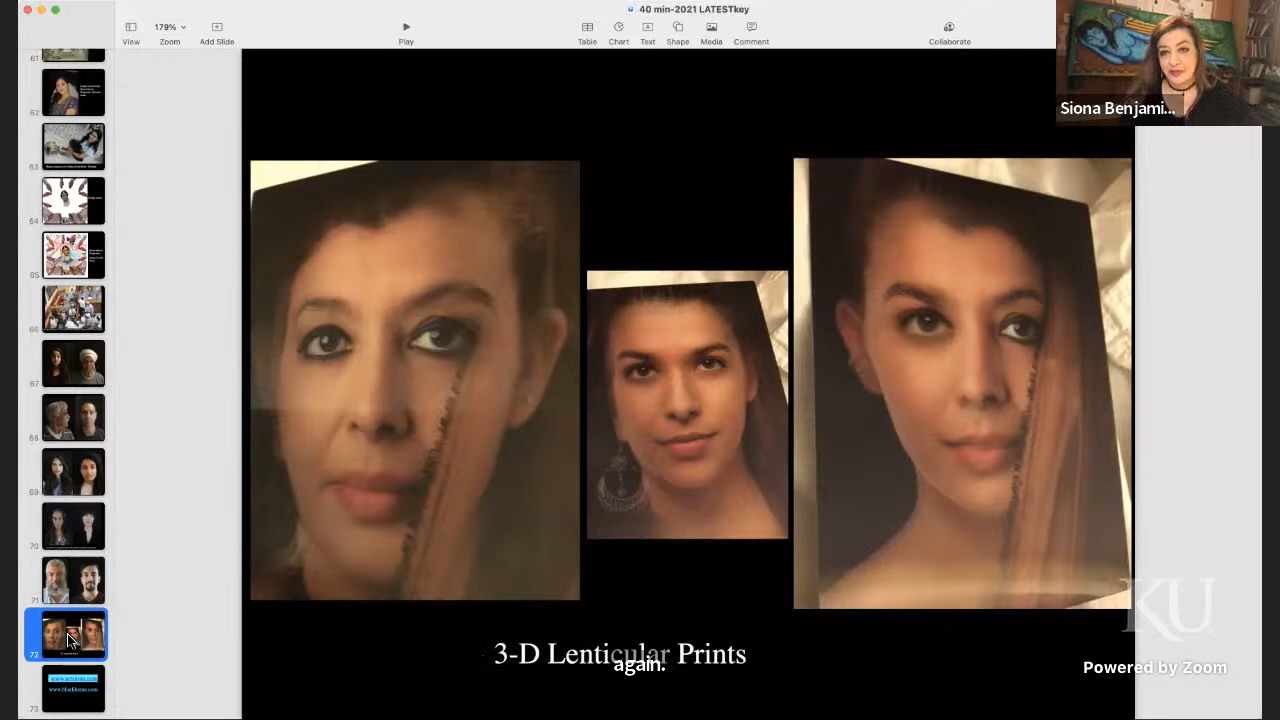 40 min-2021 LATESTkey
179%
View
Zoom
Add Slide
Play
Table
Chart
Text
Shape
Media
Comment
Collaborate
Siona Benjami...
61
62
63
64
65
66
67
68
69
70
71
72
73
3-D Lenticular Prints
again.
KU
Powered by Zoom